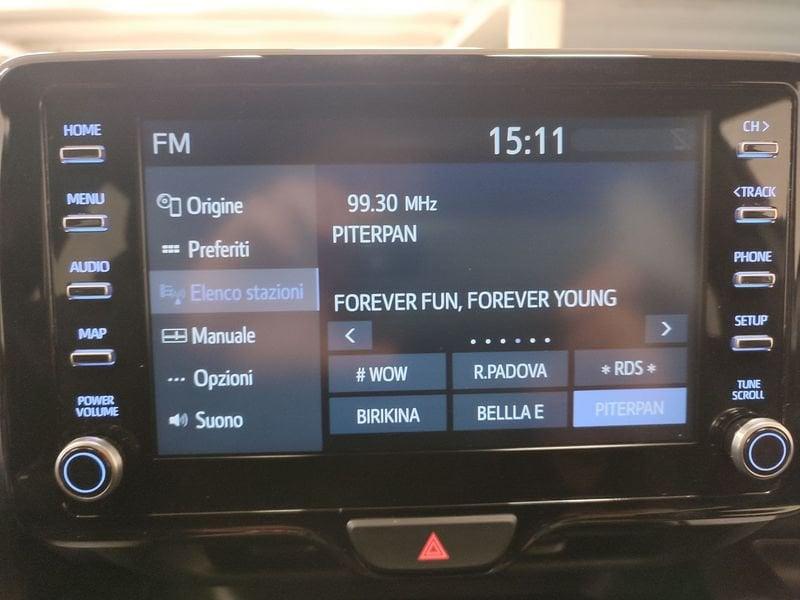 HOME
MENU
AUDIO
MAP
POWER
VOLUME
FM
15:11
Origine
Preferiti
Elenco stazioni
Manuale
Opzioni
Suono
99.30 MHz
PITERPAN
FOREVER FUN, FOREVER YOUNG
<
>
# WOW
R.PADOVA
* RDS *
BIRIKINA
BELLLA E
PITERPAN
CH >
< TRACK
PHONE
SETUP
TUNE
SCROLL